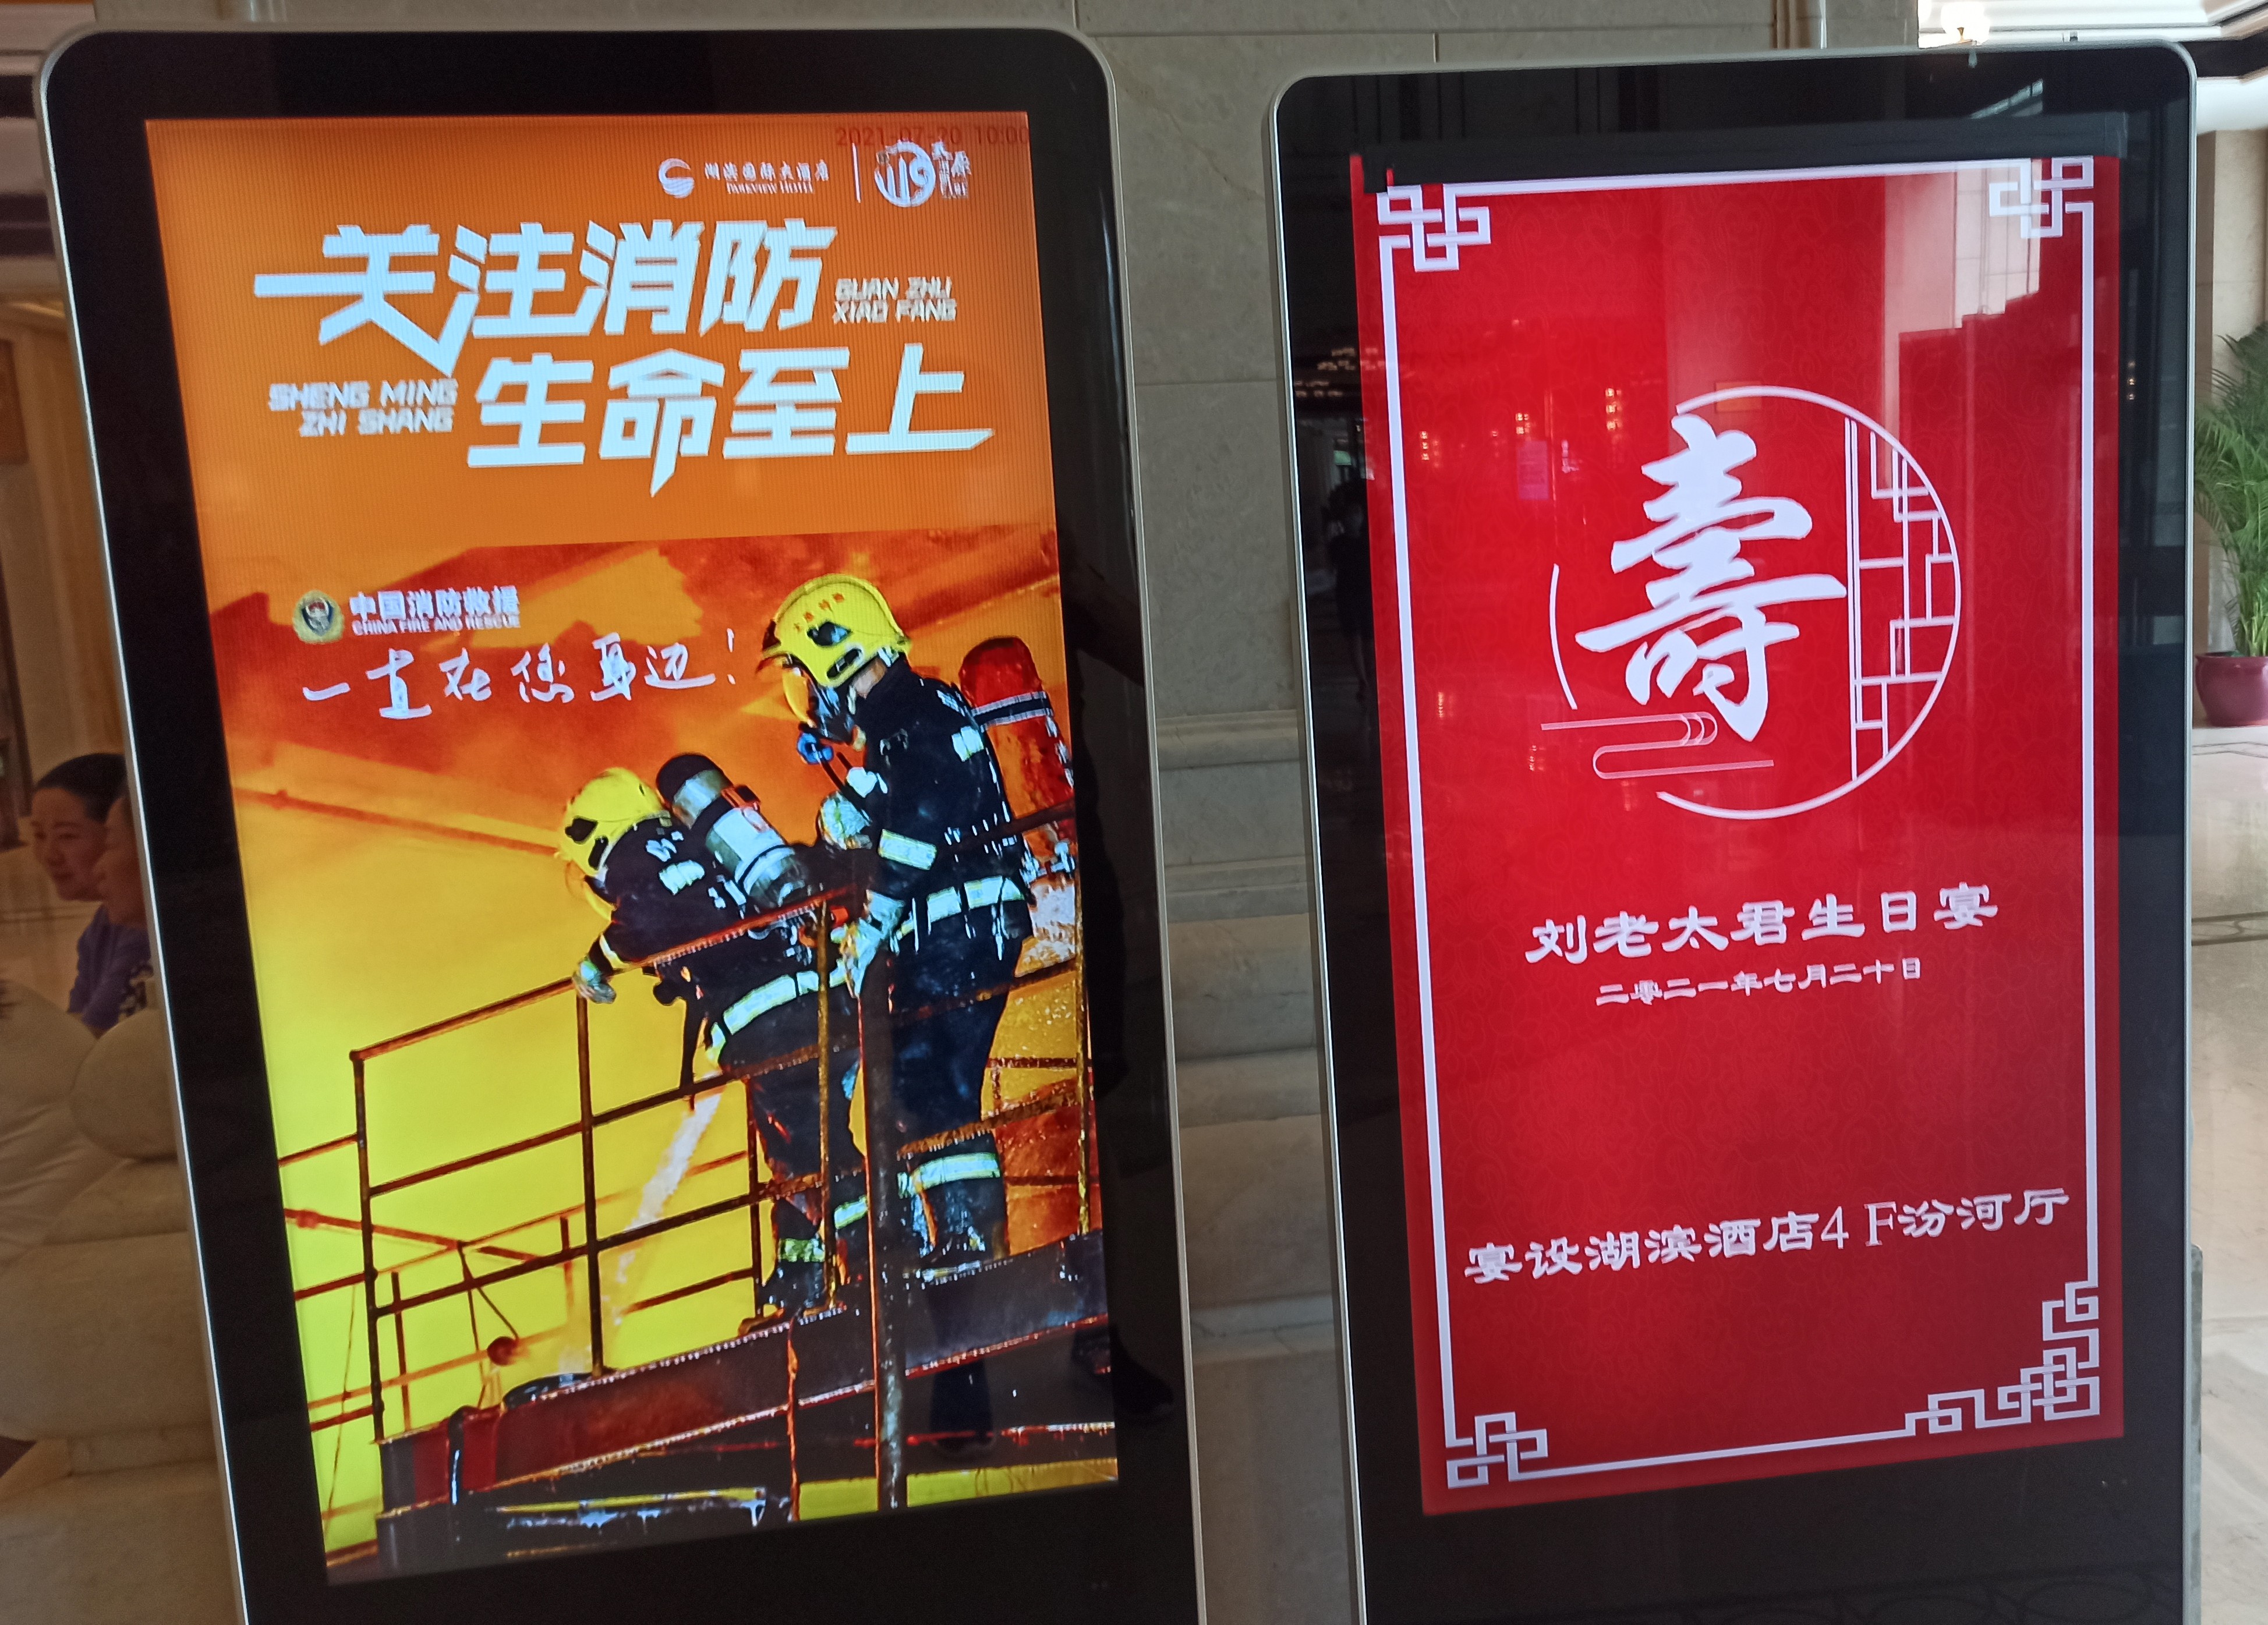 2021-07-20 10:00
湖滨国际大酒店
PARKVIEW HOTEL
关注消防
GUAN ZHU
XIAO FANG
SHENG MING
ZHI SHANG
生命至上
中国消防救援
CHINA FIRE AND RESCUE
一直在您身边！
壽
刘老太君生日宴
二零二一年七月二十日
宴设湖滨酒店4 F汾河厅